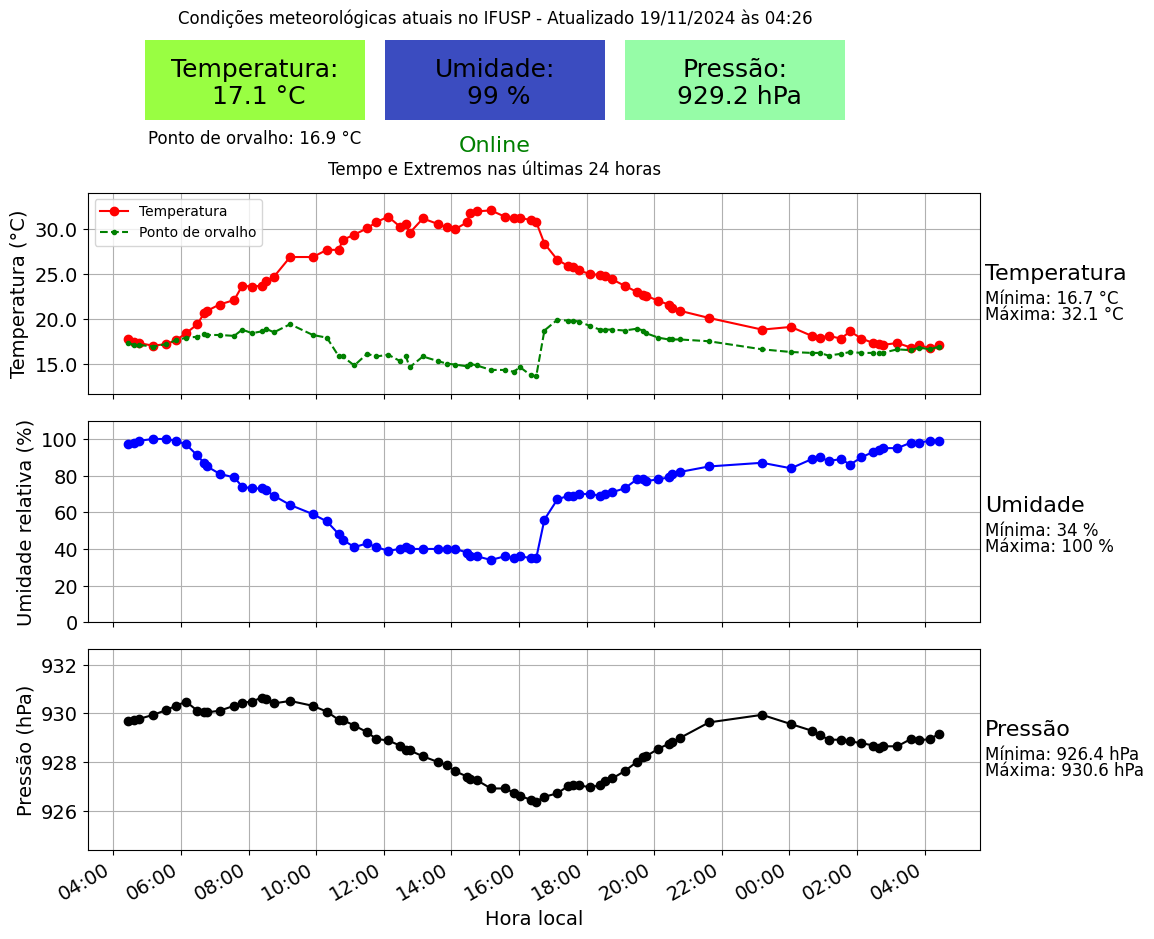 Condições meteorológicas atuais no IFUSP - Atualizado 19/11/2024 às 04:26
Temperatura:
17.1 °C
Umidade:
99 %
Pressão:
929.2 hPa
Ponto de orvalho: 16.9 °C
Online
Tempo e Extremos nas últimas 24 horas
Temperatura (°C)
30.0
25.0
20.0
15.0
Temperatura
Ponto de orvalho
Temperatura
Mínima: 16.7 °C
Máxima: 32.1 °C
Umidade relativa (%)
100
80
60
40
20
0
Umidade
Mínima: 34 %
Máxima: 100 %
Pressão (hPa)
932
930
928
926
Pressão
Mínima: 926.4 hPa
Máxima: 930.6 hPa
04:00 06:00 08:00 10:00 12:00 14:00 16:00 18:00 20:00 22:00 00:00 02:00 04:00
Hora local